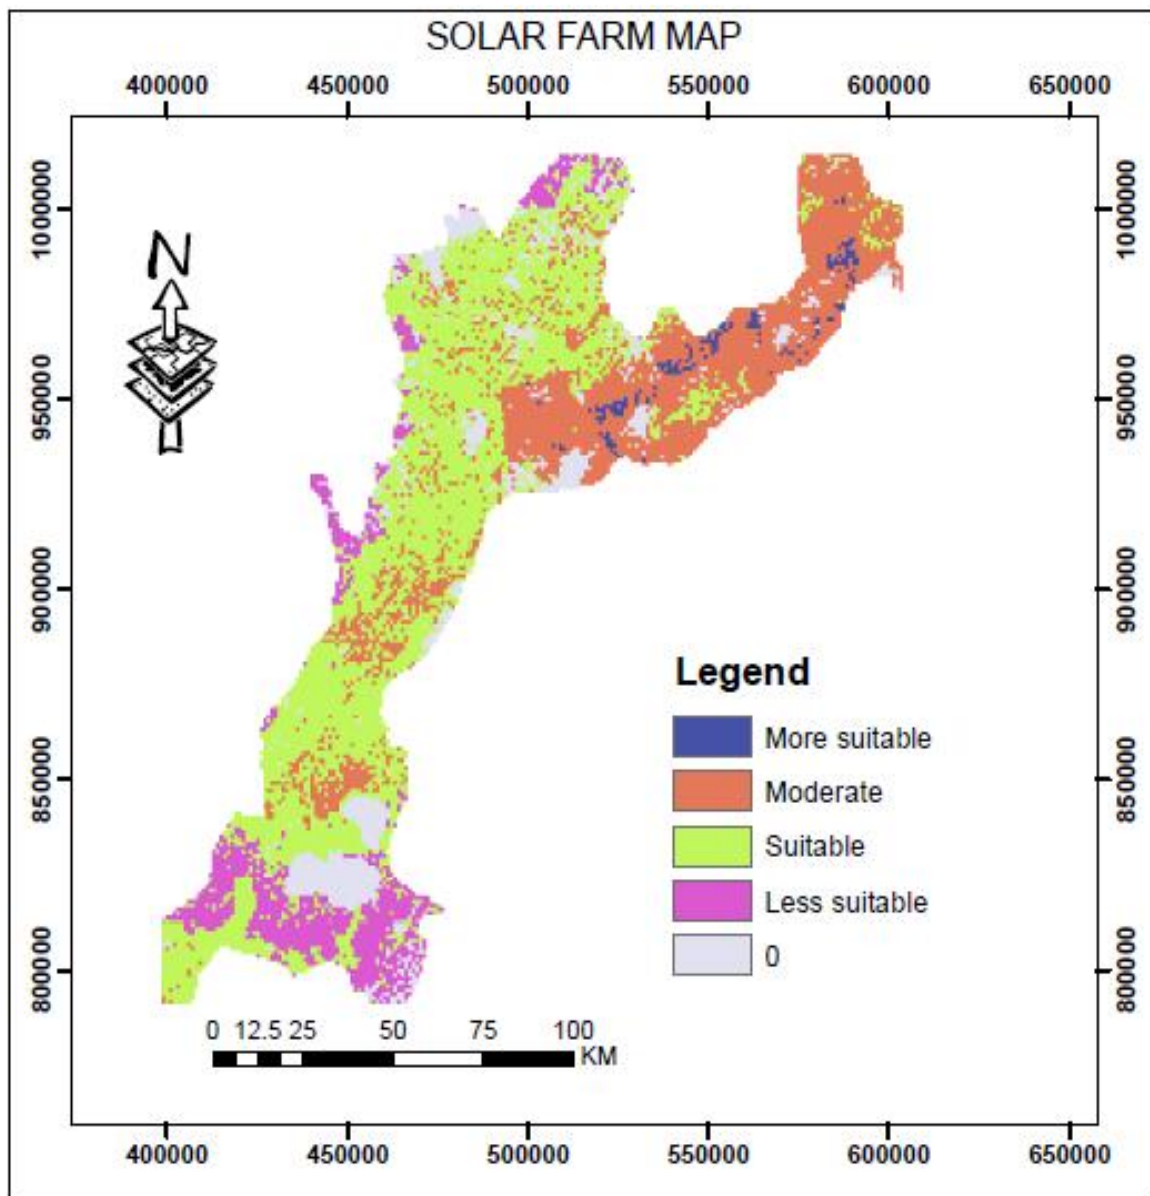 SOLAR FARM MAP
400000 450000 500000 550000 600000 650000
1000000 1000000
N
950000 950000
900000 900000
Legend
More suitable
850000 850000
Moderate
Suitable
Less suitable
0
800000 800000
0 12.5 25 50 75 100
KM
400000 450000 500000 550000 600000 650000